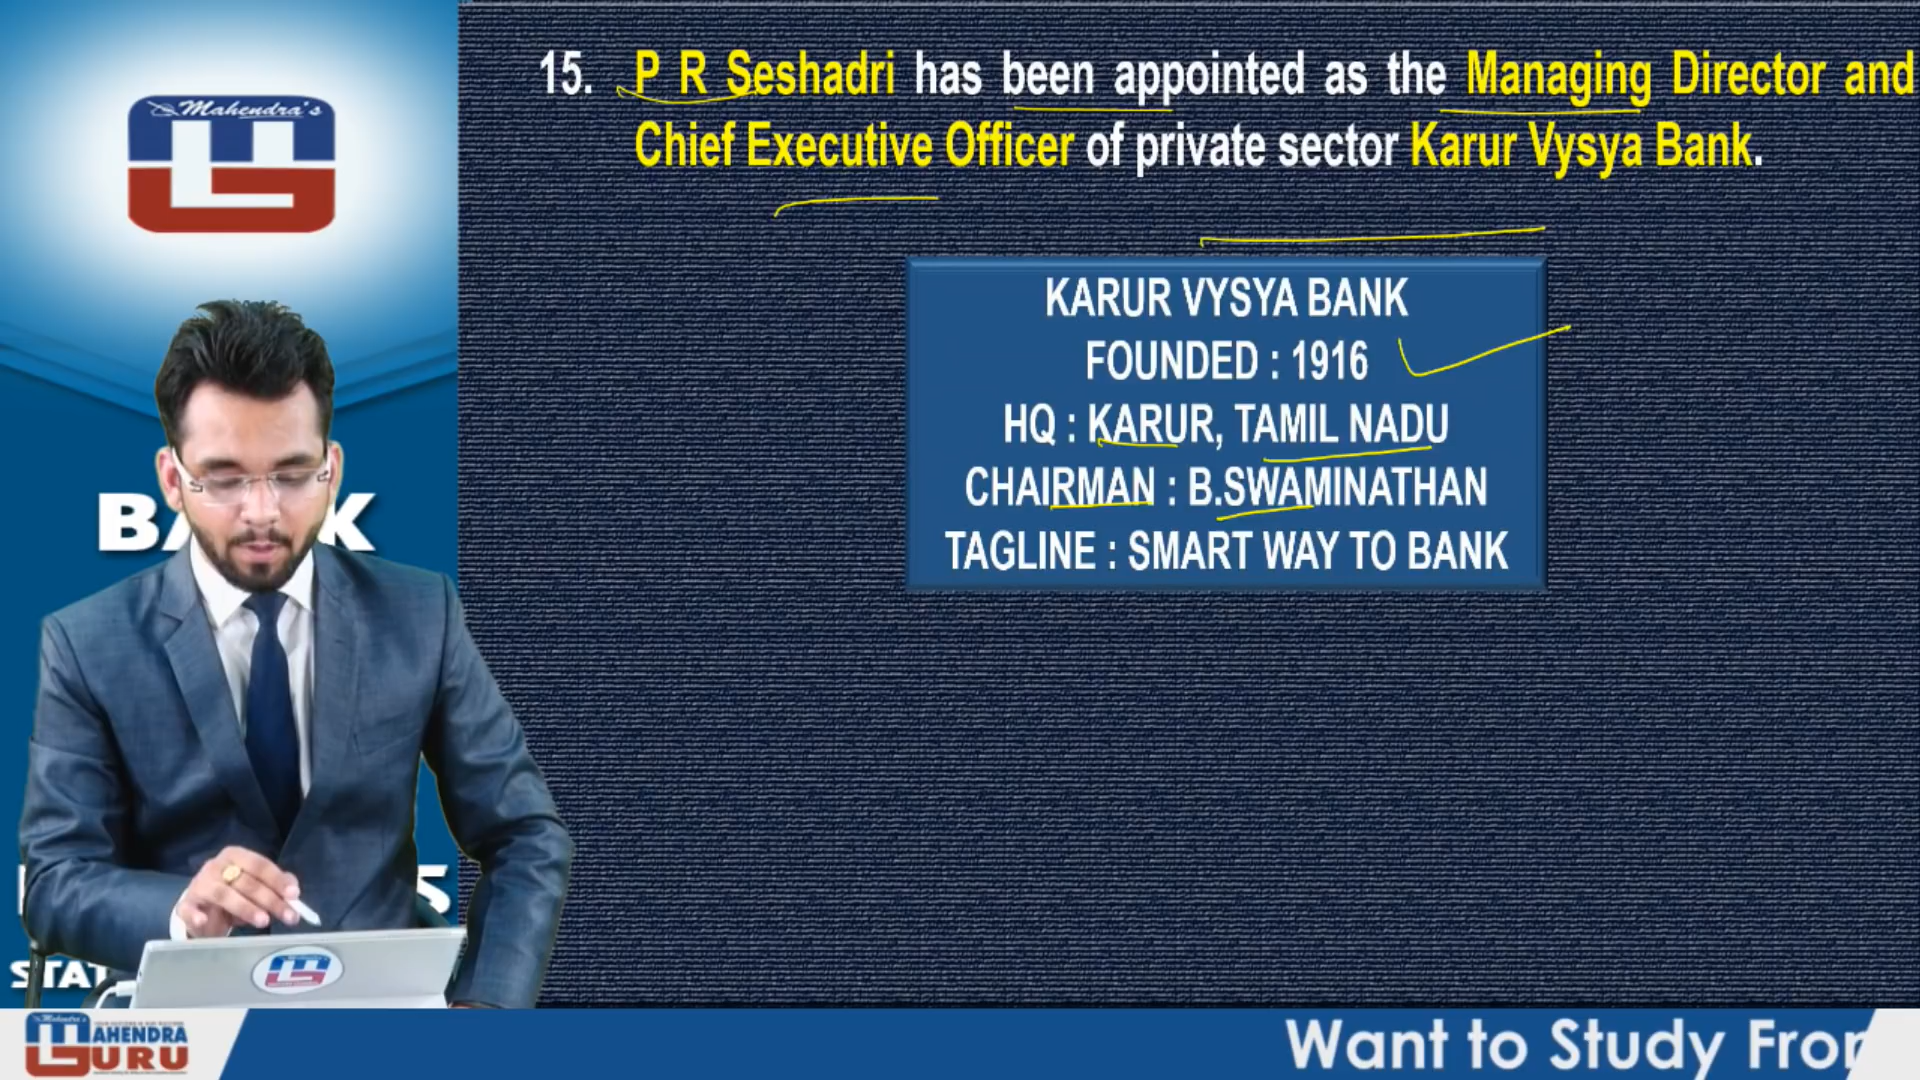 15. P R Seshadri has been appointed as the Managing Director and
Chief Executive Officer of private sector Karur Vysya Bank.
KARUR VYSYA BANK
FOUNDED : 1916
HQ : KARUR, TAMIL NADU
CHAIRMAN : B.SWAMINATHAN
TAGLINE : SMART WAY TO BANK
Mahendra's
Mahendra's
MAHENDRA
GURU
Want to Study